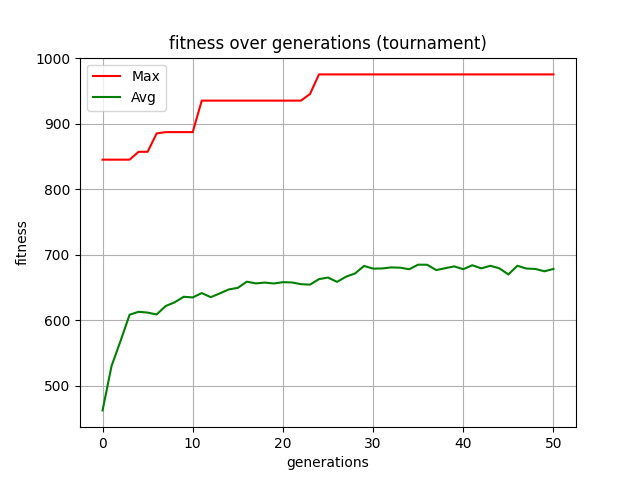 fitness over generations (tournament)
1000
900
800
700
600
500
fitness
Max
Avg
0 10 20 30 40 50
generations